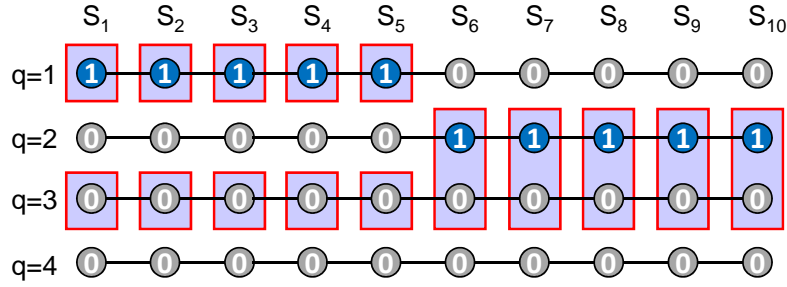 S1 S2 S3 S4 S5 S6 S7 S8 S9 S10
q=1 1 1 1 1 1 0 0 0 0 0
q=2 0 0 0 0 0 1 1 1 1 1
q=3 0 0 0 0 0 0 0 0 0 0
q=4 0 0 0 0 0 0 0 0 0 0